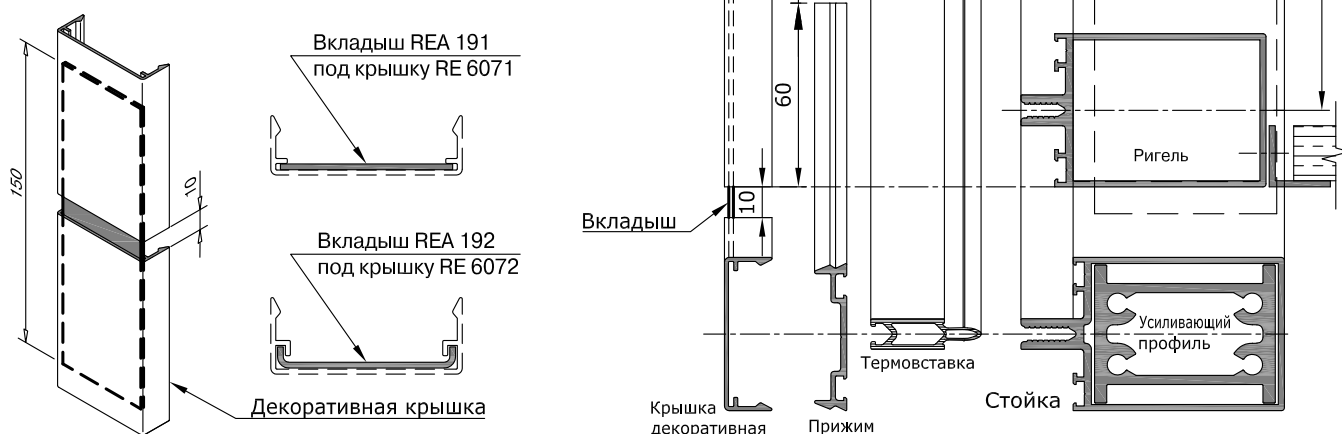 Вкладыш REA 191
под крышку RE 6071
150
10
Вкладыш REA 192
под крышку RE 6072
Декоративная крышка
60
10
Вкладыш
Ригель
Усиливающий
профиль
Термовставка
Стойка
Крышка
декоративная
Прижим